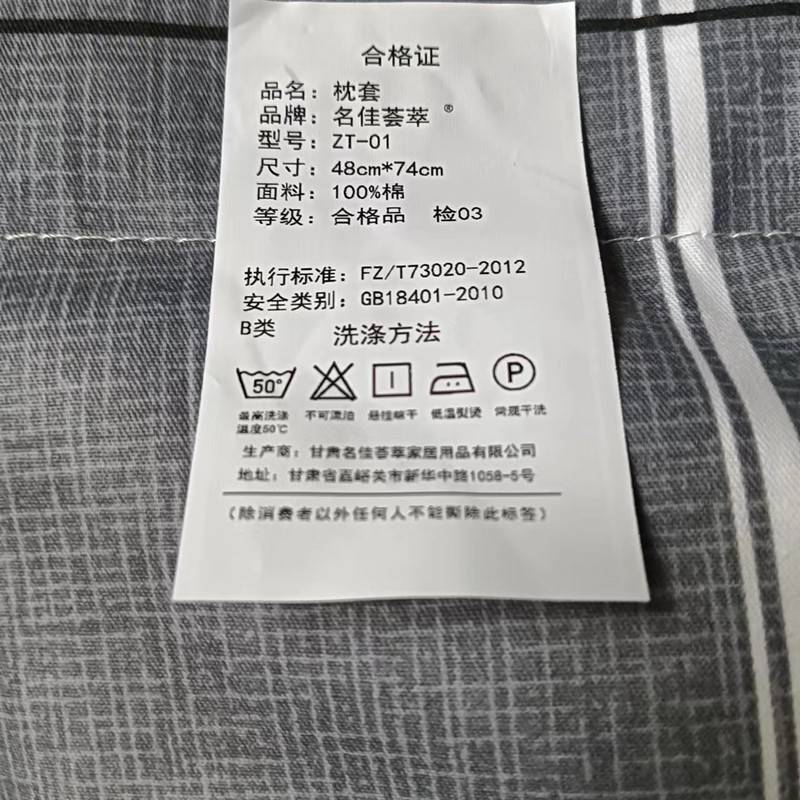 合格证
品名：枕套
品牌：名佳荟萃®
型号：ZT-01
尺寸：48cm*74cm
面料：100%棉
等级：合格品 检03
执行标准：FZ/T73020-2012
安全类别：GB18401-2010
B类 洗涤方法
50° P
最高洗涤 不可漂泊 悬挂晾干 低温熨烫 常规干洗
温度50℃
生产商：甘肃名佳荟萃家居用品有限公司
地址：甘肃省嘉峪关市新华中路1058-5号
（除消费者以外任何人不能撕除此标签）